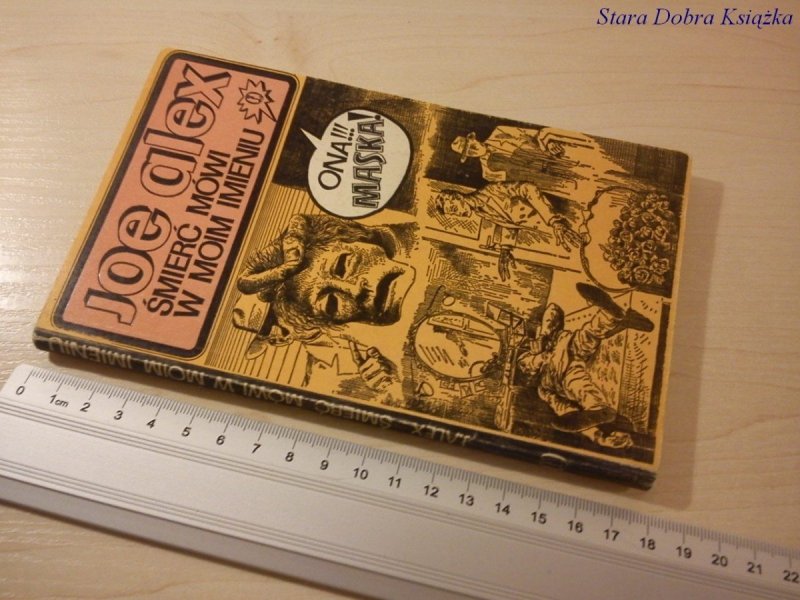 Stara Dobra Książka
Joe alex
ŚMIERĆ MÓWI
W MOIM IMIENIU
ONA!!!
MASKA!
J.ALEX ŚMIERĆ MÓWI W MOIM IMIENIU
0 1cm 2 3 4 5 6 7 8 9 10 11 12 13 14 15 16 17 18 19 20 21 22